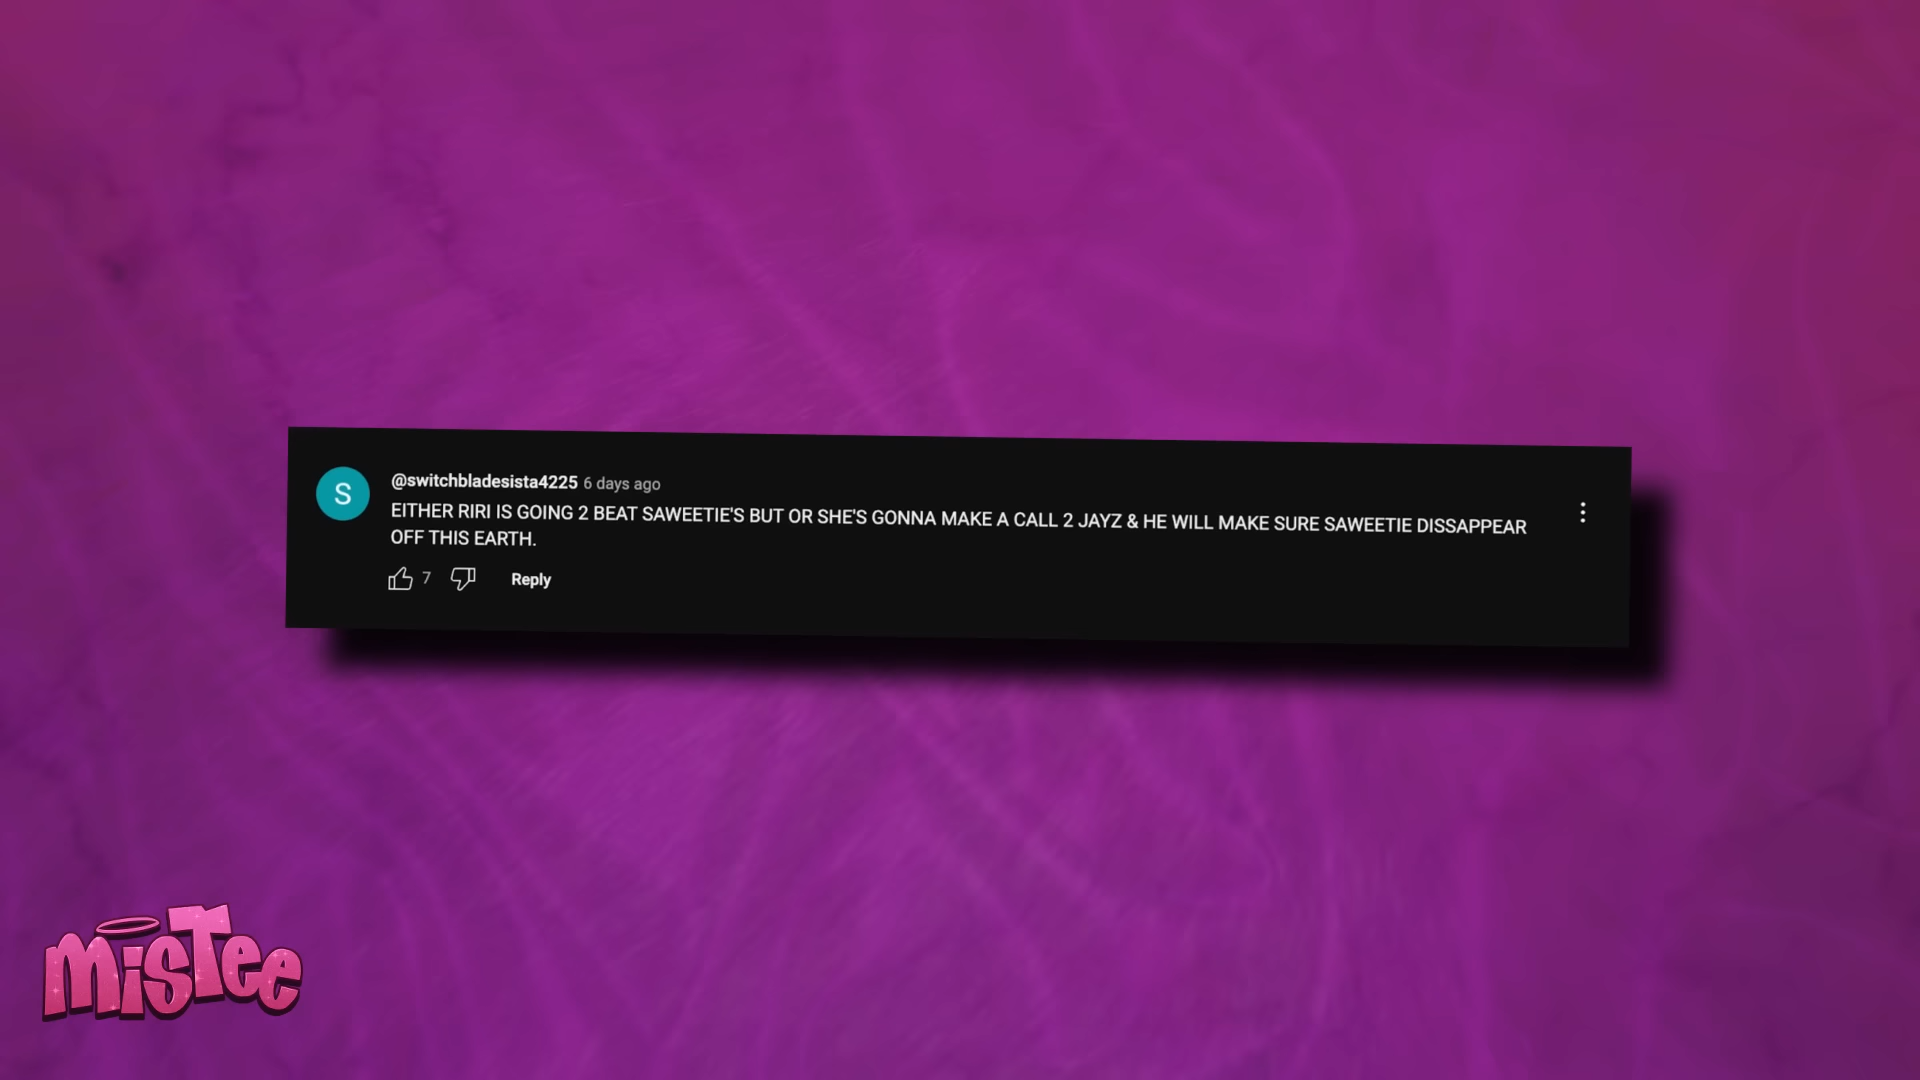 S
@switchbladesista4225 6 days ago
EITHER RIRI IS GOING 2 BEAT SAWEETIE'S BUT OR SHE'S GONNA MAKE A CALL 2 JAYZ & HE WILL MAKE SURE SAWEETIE DISSAPPEAR
OFF THIS EARTH.
7 Reply
misTee